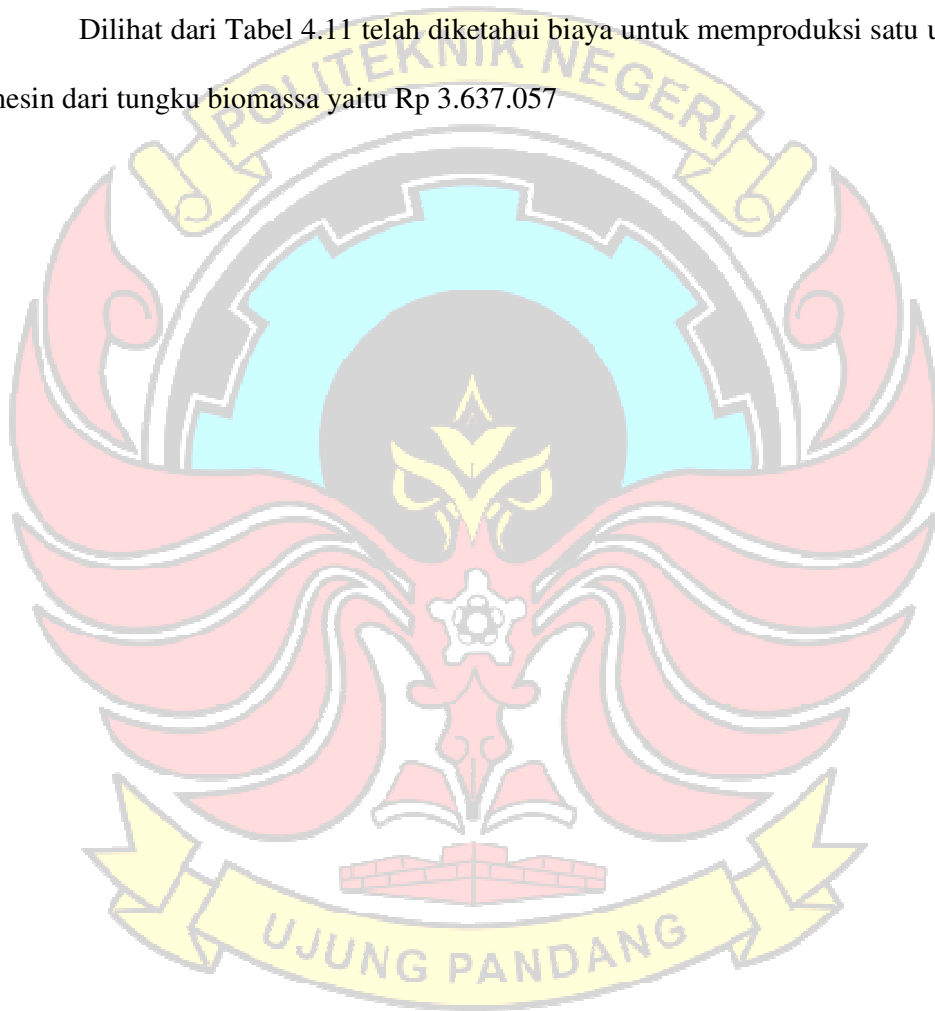 Dilihat dari Tabel 4.11 telah diketahui biaya untuk memproduksi satu
dari tungku biomassa yaitu Rp 3.637.057
POLITEKNIK NEGERI
UJUNG PANDANG